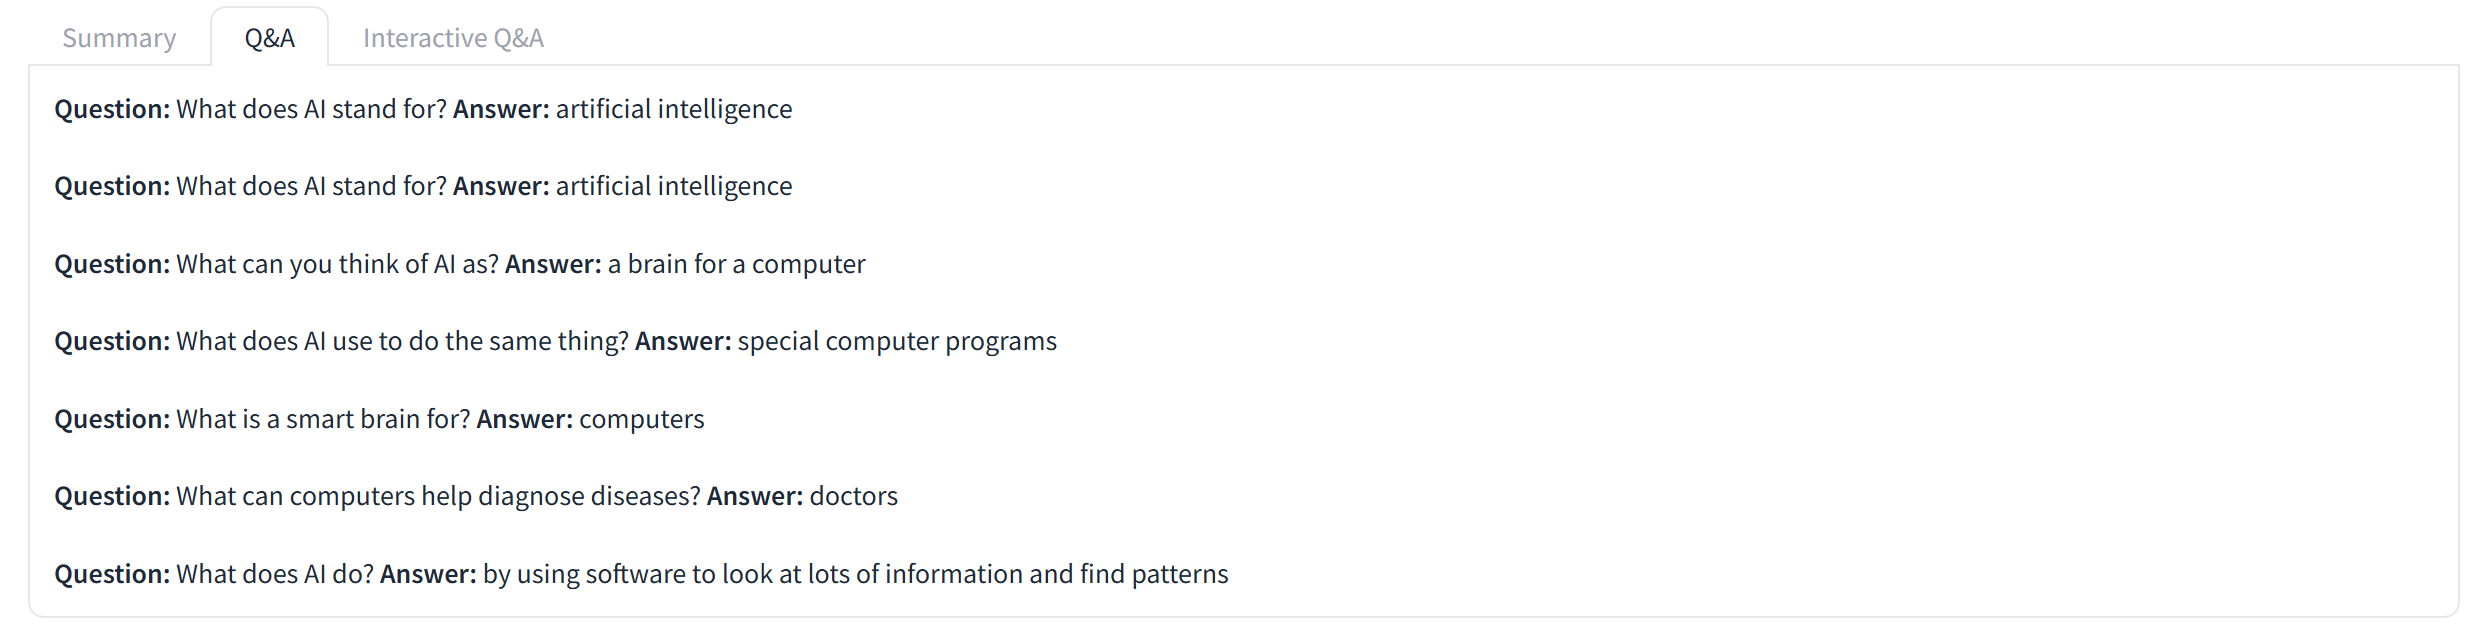 Summary Q&A Interactive Q&A
Question: What does AI stand for? Answer: artificial intelligence
Question: What does AI stand for? Answer: artificial intelligence
Question: What can you think of AI as? Answer: a brain for a computer
Question: What does AI use to do the same thing? Answer: special computer programs
Question: What is a smart brain for? Answer: computers
Question: What can computers help diagnose diseases? Answer: doctors
Question: What does AI do? Answer: by using software to look at lots of information and find patterns